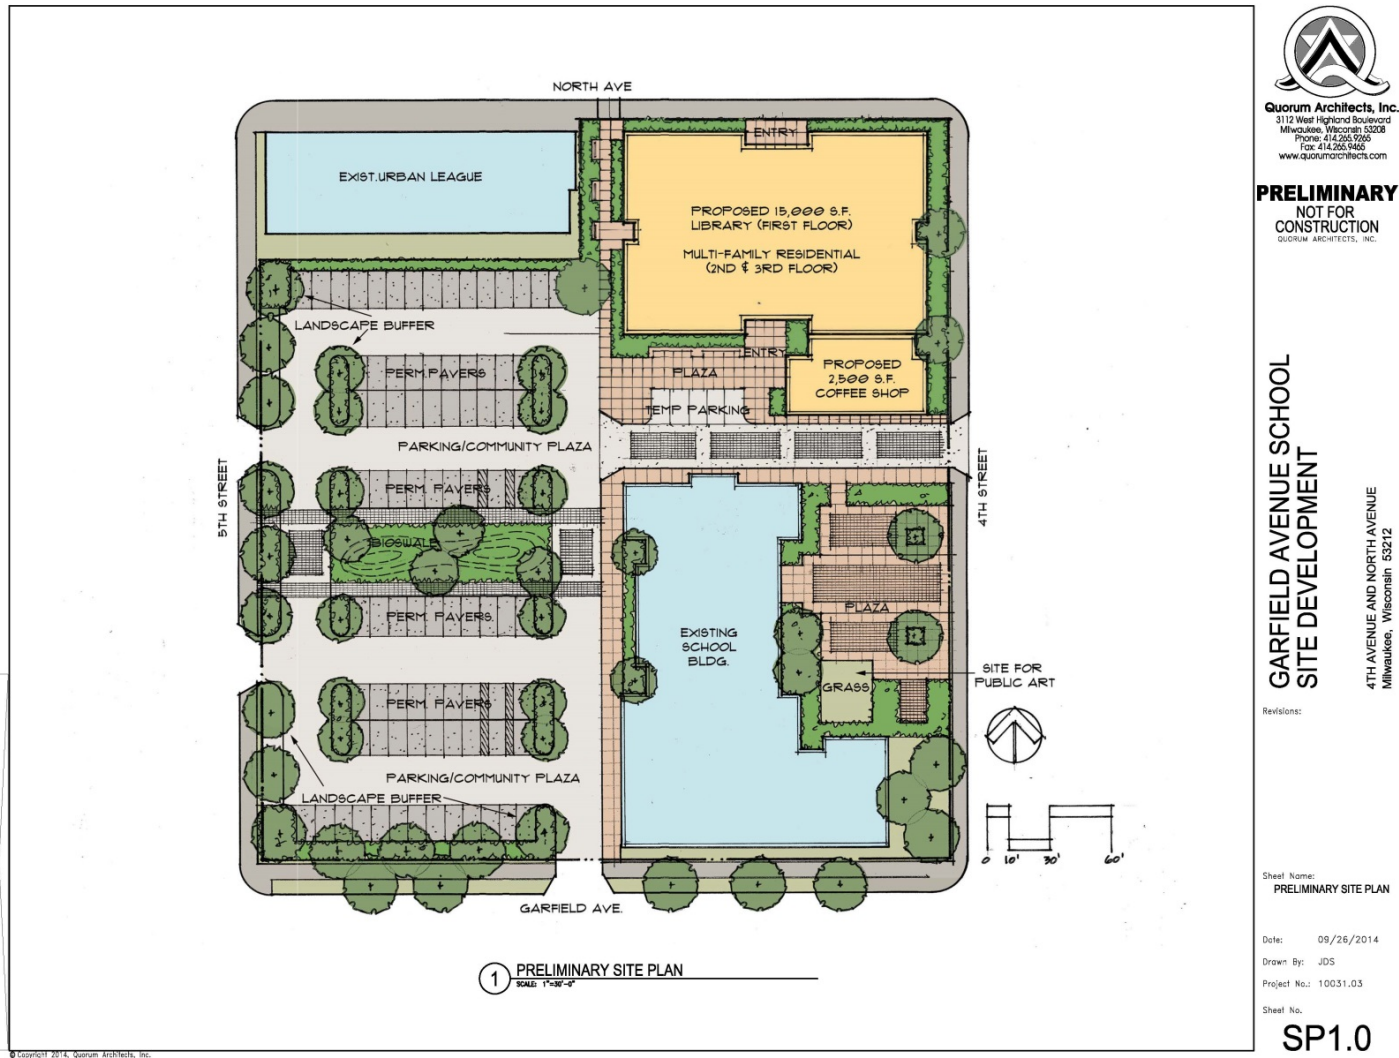 NORTH AVE
ENTRY
EXIST. URBAN LEAGUE
PROPOSED 15,000 S.F.
LIBRARY (FIRST FLOOR)
MULTI-FAMILY RESIDENTIAL
(2ND & 3RD FLOOR)
LANDSCAPE BUFFER
ENTRY
PERM. PAVERS
PLAZA
PROPOSED
2,500 S.F.
COFFEE SHOP
TEMP PARKING
PARKING/COMMUNITY PLAZA
5TH STREET
4TH STREET
PERM. PAVERS
BIOSWALE
PERM. PAVERS
PLAZA
EXISTING
SCHOOL
BLDG.
SITE FOR
PUBLIC ART
GRASS
PERM. PAVERS
PARKING/COMMUNITY PLAZA
LANDSCAPE BUFFER
0 10' 30' 60'
GARFIELD AVE.
1 PRELIMINARY SITE PLAN
SCALE: 1"=30'-0"
© Copyright 2014, Quorum Architects, Inc.
Quorum Architects, Inc.
3112 West Highland Boulevard
Milwaukee, Wisconsin 53208
Phone: 414.265.9265
Fax: 414.265.9465
www.quorumarchitects.com
PRELIMINARY
NOT FOR
CONSTRUCTION
QUORUM ARCHITECTS, INC.
GARFIELD AVENUE SCHOOL
SITE DEVELOPMENT
4TH AVENUE AND NORTH AVENUE
Milwaukee, Wisconsin 53212
Revisions:
Sheet Name:
PRELIMINARY SITE PLAN
Date: 09/26/2014
Drawn By: JDS
Project No.: 10031.03
Sheet No.
SP1.0